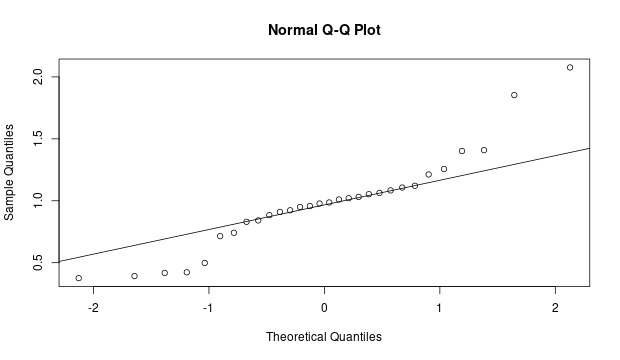 Normal Q-Q Plot
Sample Quantiles
2.0
1.5
1.0
0.5
-2 -1 0 1 2
Theoretical Quantiles